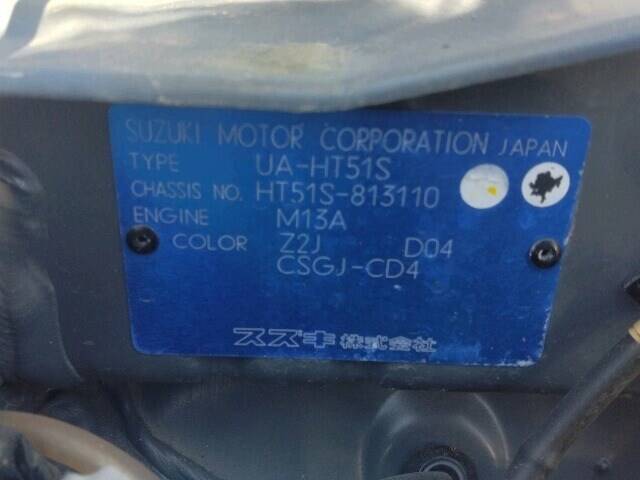 SUZUKI MOTOR CORPORATION JAPAN
TYPE UA-HT51S
CHASSIS NO. HT51S-813110
ENGINE M13A
COLOR Z2J D04
CSGJ-CD4
スズキ株式会社